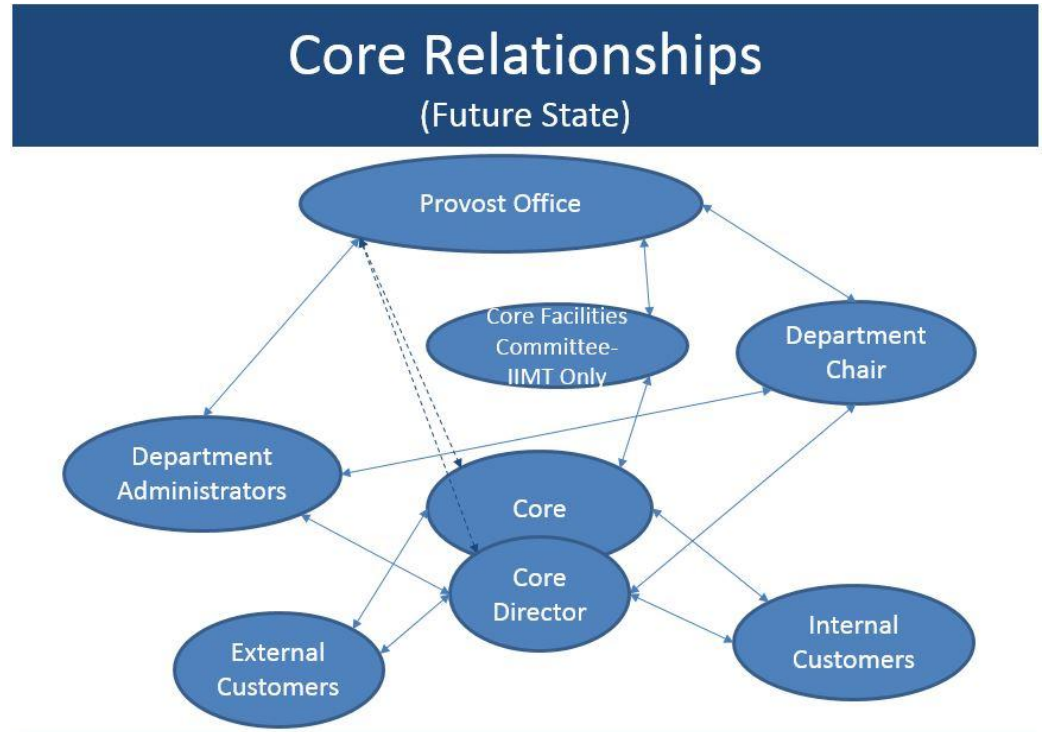 Core Relationships
(Future State)
Provost Office
Core Facilities
Committee-
IIMT Only
Department
Chair
Department
Administrators
Core
Core
Director
External
Customers
Internal
Customers